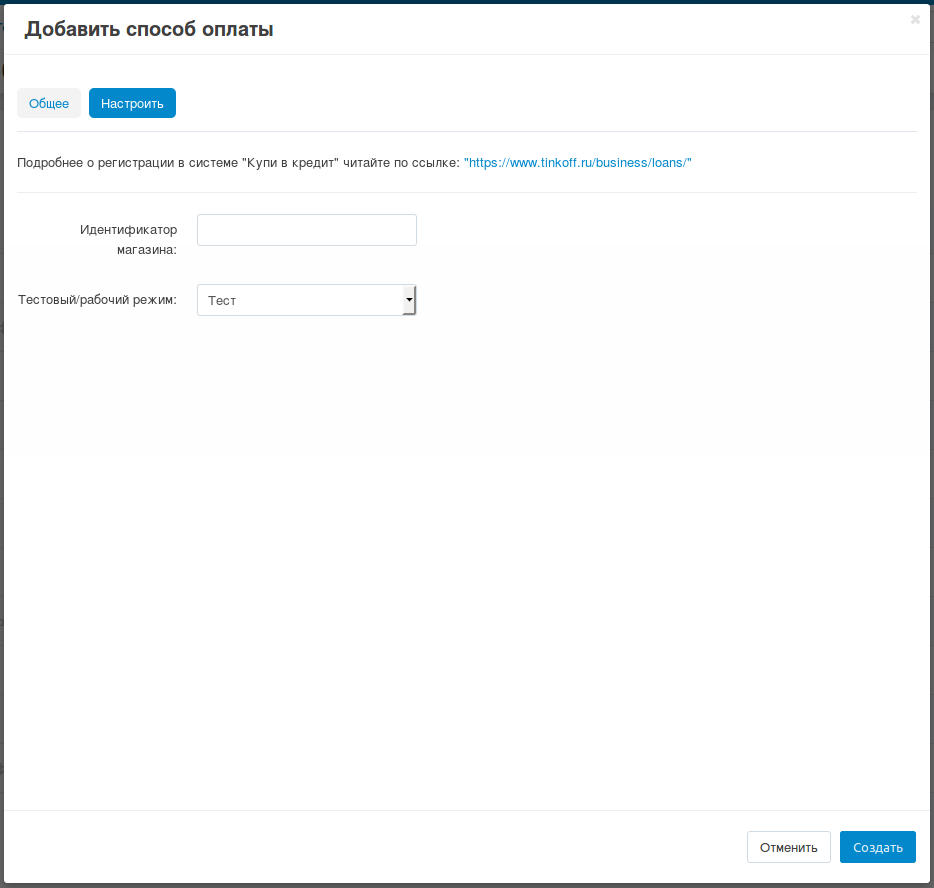 Добавить способ оплаты
Общее
Настроить
Подробнее о регистрации в системе "Купи в кредит" читайте по ссылке: "https://www.tinkoff.ru/business/loans/"
Идентификатор
магазина:
Тестовый/рабочий режим:
Тест
Отменить
Создать